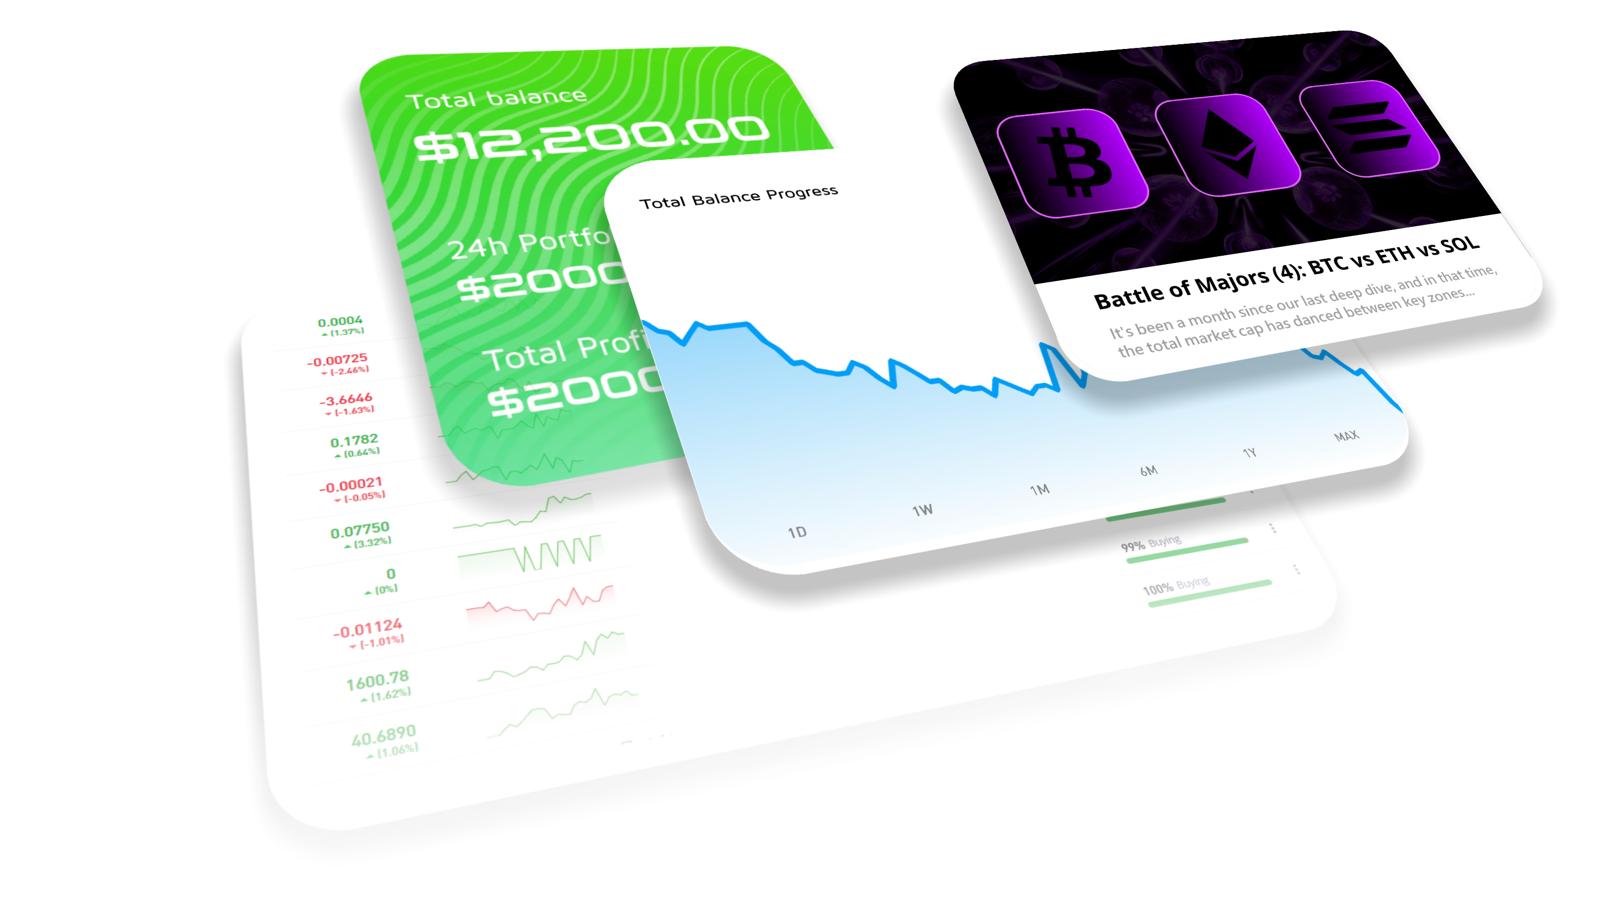 Total balance
$12,200.00
24h Portfo
$2000
Total Profi
$2000
Total Balance Progress
1D
1W
1M
6M
1Y
MAX
Battle of Majors (4): BTC vs ETH vs SOL
It's been a month since our last deep dive, and in that time,
the total market cap has danced between key zones...
0.0004
(1.37%)
-0.00725
(-2.46%)
-3.6646
(-1.63%)
0.1782
(0.64%)
-0.00021
(-0.05%)
0.07750
(3.32%)
0
(0%)
-0.01124
(-1.01%)
1600.78
(1.62%)
40.6890
(1.06%)
99% Buying
100% Buying